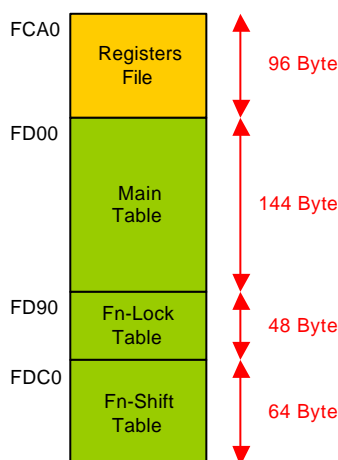 FCA0
Registers
File
96 Byte
FD00
Main
Table
144 Byte
FD90
Fn-Lock
Table
48 Byte
FDC0
Fn-Shift
Table
64 Byte